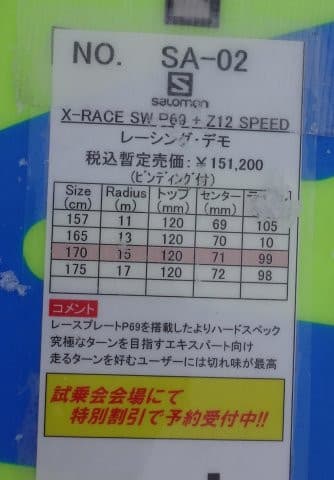 NO. SA-02
salomon
X-RACE SW P69 + Z12 SPEED
レーシング・デモ
税込暫定売価：￥151,200
(ビンディング付)
Size (cm) Radius (m) トップ (mm) センター (mm) (mm)
157 11 120 69 105
165 13 120 70 10
170 15 120 71 99
175 17 120 72 98
コメント
レースプレートP69を搭載したよりハードスペック
究極なターンを目指すエキスパート向け
走るターンを好むユーザーには切れ味が最高
試乗会会場にて
特別割引で予約受付中!!